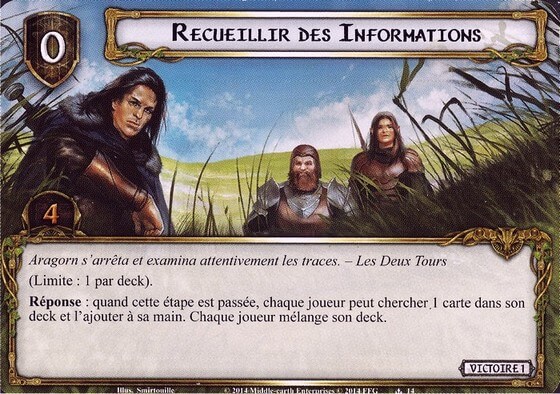 0
RECUEILLIR DES INFORMATIONS
4
Aragorn s'arrêta et examina attentivement les traces. – Les Deux Tours
(Limite : 1 par deck).
Réponse : quand cette étape est passée, chaque joueur peut chercher 1 carte dans son
deck et l'ajouter à sa main. Chaque joueur mélange son deck.
VICTOIRE 1
Illus. Smirtouille
© 2014 Middle-earth Enterprises © 2014 FFG
14